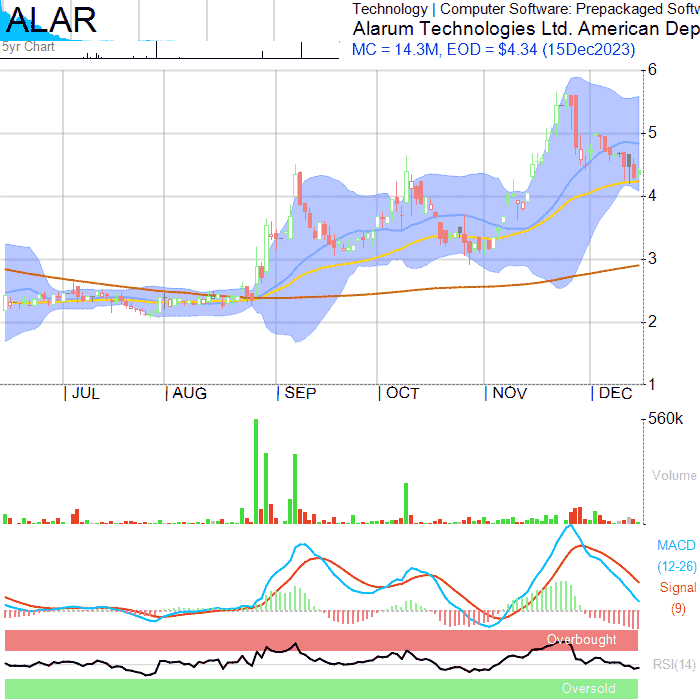 ALAR
5yr Chart
Technology | Computer Software: Prepackaged Softw
Alarum Technologies Ltd. American Dep
MC = 14.3M, EOD = $4.34 (15Dec2023)
6
5
4
3
2
1
JUL AUG SEP OCT NOV DEC
560k
Volume
MACD
(12-26)
Signal
(9)
Overbought
RSI(14)
Oversold